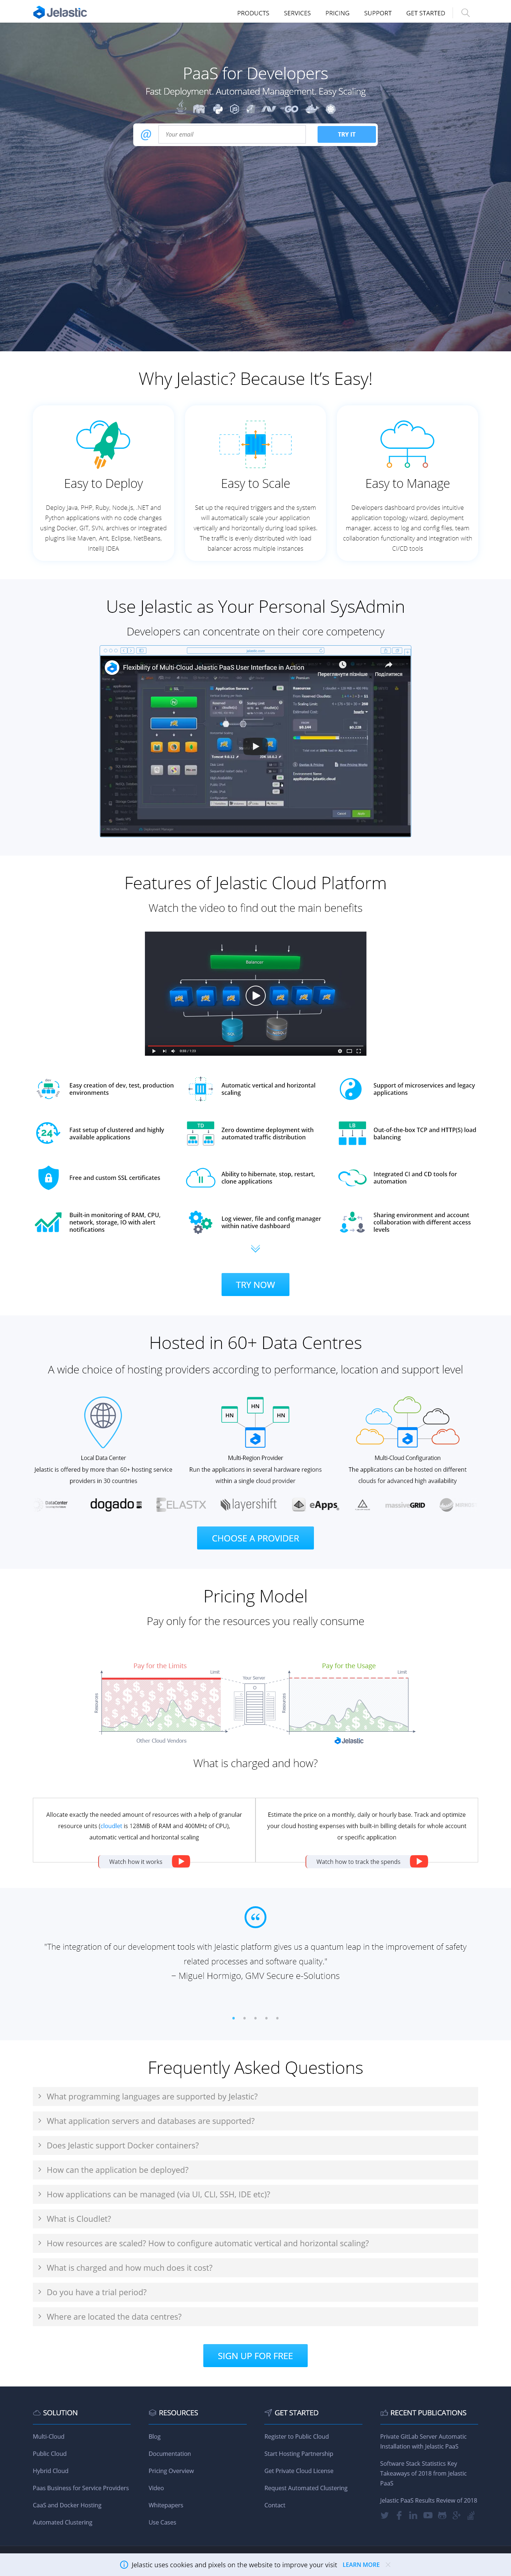 Jelastic
PRODUCTS SERVICES PRICING SUPPORT GET STARTED
PaaS for Developers
Fast Deployment. Automated Management. Easy Scaling
@ Your email TRY IT
Why Jelastic? Because It's Easy!
Easy to Deploy
Deploy Java, PHP, Ruby, Node.js, .NET and
Python applications with no code changes
using Docker, GIT, SVN, archives or integrated
plugins like Maven, Ant, Eclipse, NetBeans,
IntelliJ IDEA
Easy to Scale
Set up the required triggers and the system
will automatically scale your application
vertically and horizontally during load spikes.
The traffic is evenly distributed with load
balancer across multiple instances
Easy to Manage
Developers dashboard provides intuitive
application topology wizard, deployment
manager, access to log and config files, team
collaboration functionality and integration with
CI/CD tools
Use Jelastic as Your Personal SysAdmin
Developers can concentrate on their core competency
Flexibility of Multi-Cloud Jelastic PaaS User Interface in Action
Переглянути пізніше Поділитися
Features of Jelastic Cloud Platform
Watch the video to find out the main benefits
Balancer
Easy creation of dev, test, production
environments
Automatic vertical and horizontal
scaling
Support of microservices and legacy
applications
24/7
Fast setup of clustered and highly
available applications
TD
Zero downtime deployment with
automated traffic distribution
LB
Out-of-the-box TCP and HTTP(S) load
balancing
Free and custom SSL certificates
Ability to hibernate, stop, restart,
clone applications
Integrated CI and CD tools for
automation
Built-in monitoring of RAM, CPU,
network, storage, IO with alert
notifications
Log viewer, file and config manager
within native dashboard
Sharing environment and account
collaboration with different access
levels
TRY NOW
Hosted in 60+ Data Centres
A wide choice of hosting providers according to performance, location and support level
HN HN HN
Local Data Center
Jelastic is offered by more than 60+ hosting service
providers in 30 countries
Multi-Region Provider
Run the applications in several hardware regions
within a single cloud provider
Multi-Cloud Configuration
The applications can be hosted on different
clouds for advanced high availability
DataCenter dogado ELASTX layershift eApps massiveGRID
CHOOSE A PROVIDER
Pricing Model
Pay only for the resources you really consume
Pay for the Limits
Limit
Resources
Other Cloud Vendors
Your Server
Pay for the Usage
Limit
Resources
Jelastic
What is charged and how?
Allocate exactly the needed amount of resources with a help of granular
resource units (cloudlet is 128MiB of RAM and 400MHz of CPU),
automatic vertical and horizontal scaling
Watch how it works
Estimate the price on a monthly, daily or hourly base. Track and optimize
your cloud hosting expenses with built-in billing details for whole account
or specific application
Watch how to track the spends
"The integration of our development tools with Jelastic platform gives us a quantum leap in the improvement of safety
related processes and software quality."
~ Miguel Hormigo, GMV Secure e-Solutions
Frequently Asked Questions
What programming languages are supported by Jelastic?
What application servers and databases are supported?
Does Jelastic support Docker containers?
How can the application be deployed?
How applications can be managed (via UI, CLI, SSH, IDE etc)?
What is Cloudlet?
How resources are scaled? How to configure automatic vertical and horizontal scaling?
What is charged and how much does it cost?
Do you have a trial period?
Where are located the data centres?
SIGN UP FOR FREE
SOLUTION
Multi-Cloud
Public Cloud
Hybrid Cloud
Paas Business for Service Providers
CaaS and Docker Hosting
Automated Clustering
RESOURCES
Blog
Documentation
Pricing Overview
Video
Whitepapers
Use Cases
GET STARTED
Register to Public Cloud
Start Hosting Partnership
Get Private Cloud License
Request Automated Clustering
Contact
RECENT PUBLICATIONS
Private GitLab Server Automatic
Installation with Jelastic PaaS
Software Stack Statistics Key
Takeaways of 2018 from Jelastic
PaaS
Jelastic PaaS Results Review of 2018
Jelastic uses cookies and pixels on the website to improve your visit LEARN MORE